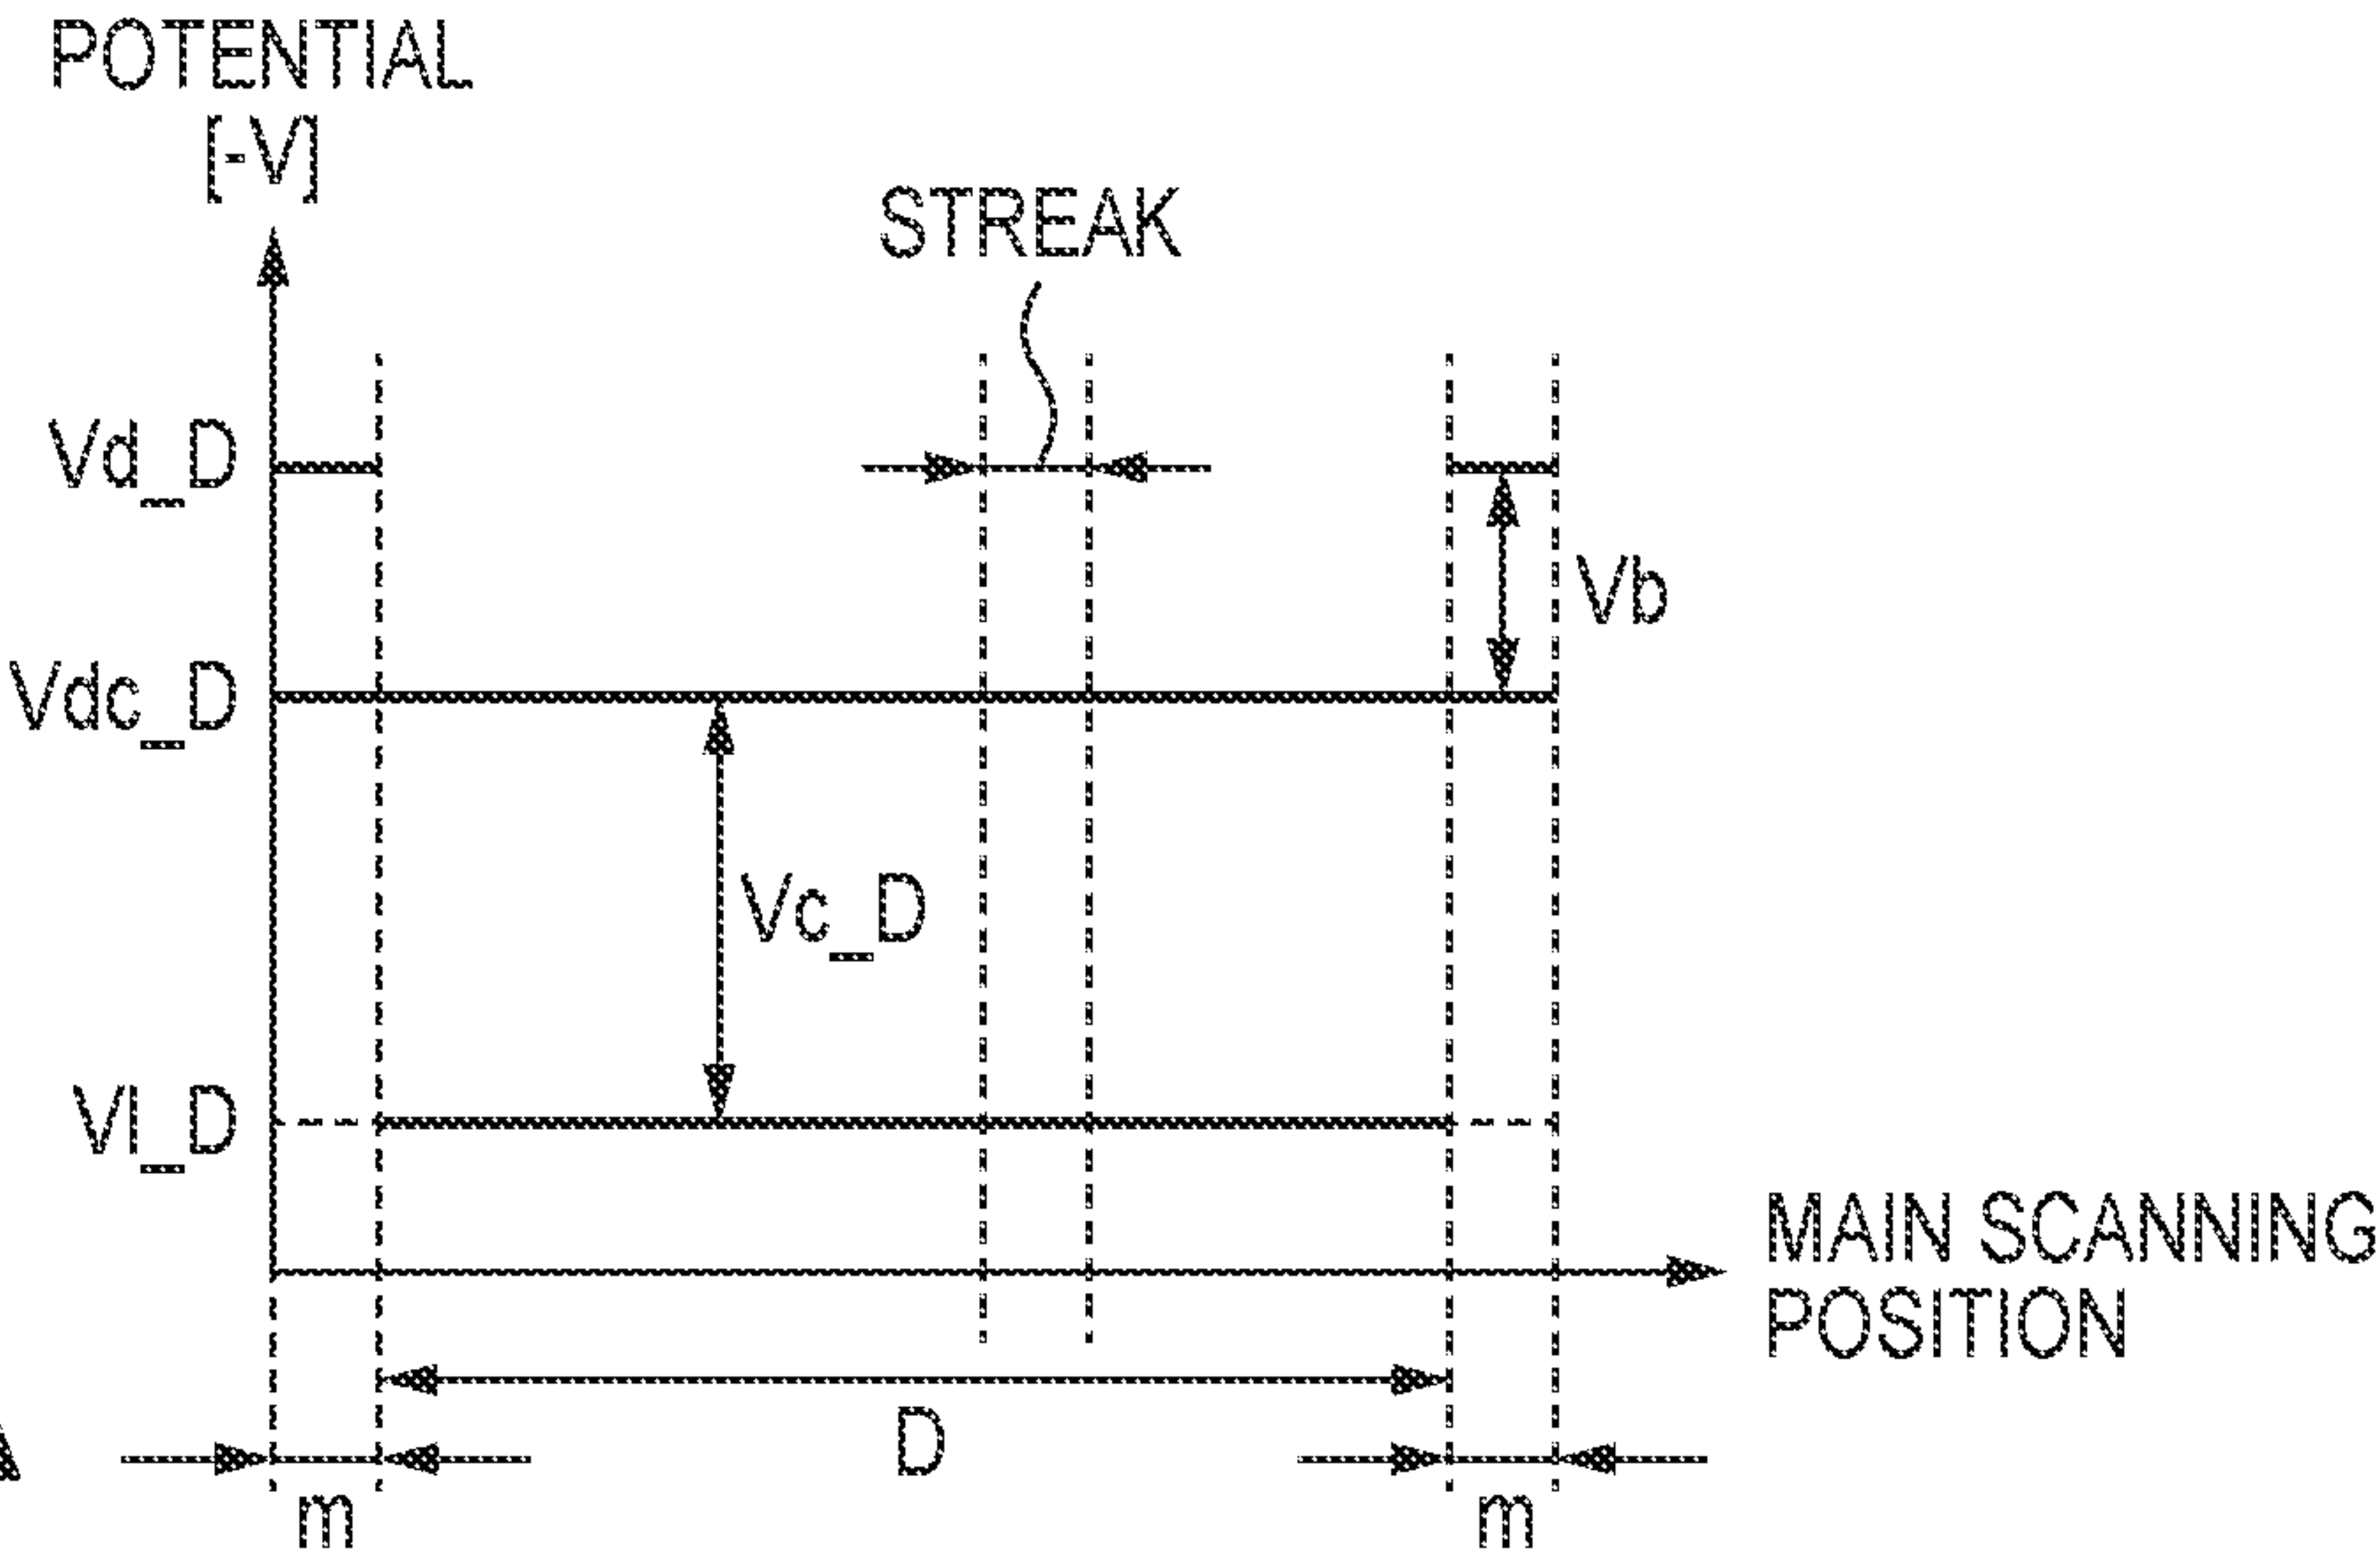 POTENTIAL
[-V]
STREAK
Vd_D
Vb
Vdc_D
Vc_D
Vl_D
MAIN SCANNING
POSITION
D
m
m